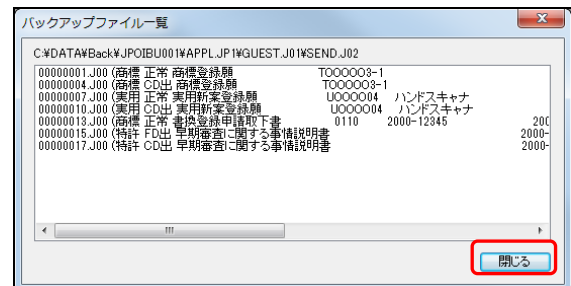 バックアップファイル一覧
C:¥DATA¥Back¥JPOIBU001¥APPL.JP1¥GUEST.J01¥SEND.J02
00000001.J00 (商標 正常 商標登録願 TOOOOO3-1
00000004.J00 (商標 CD出 商標登録願 TOOOOO3-1
00000007.J00 (実用 正常 実用新案登録願 UOOOO04 ハンドスキャナ
00000010.J00 (実用 CD出 実用新案登録願 UOOOO04 ハンドスキャナ
00000013.J00 (商標 正常 書換登録申請取下書 0110 2000-12345 200
00000015.J00 (特許 FD出 早期審査に関する事情説明書 2000-
00000017.J00 (特許 CD出 早期審査に関する事情説明書 2000-
閉じる